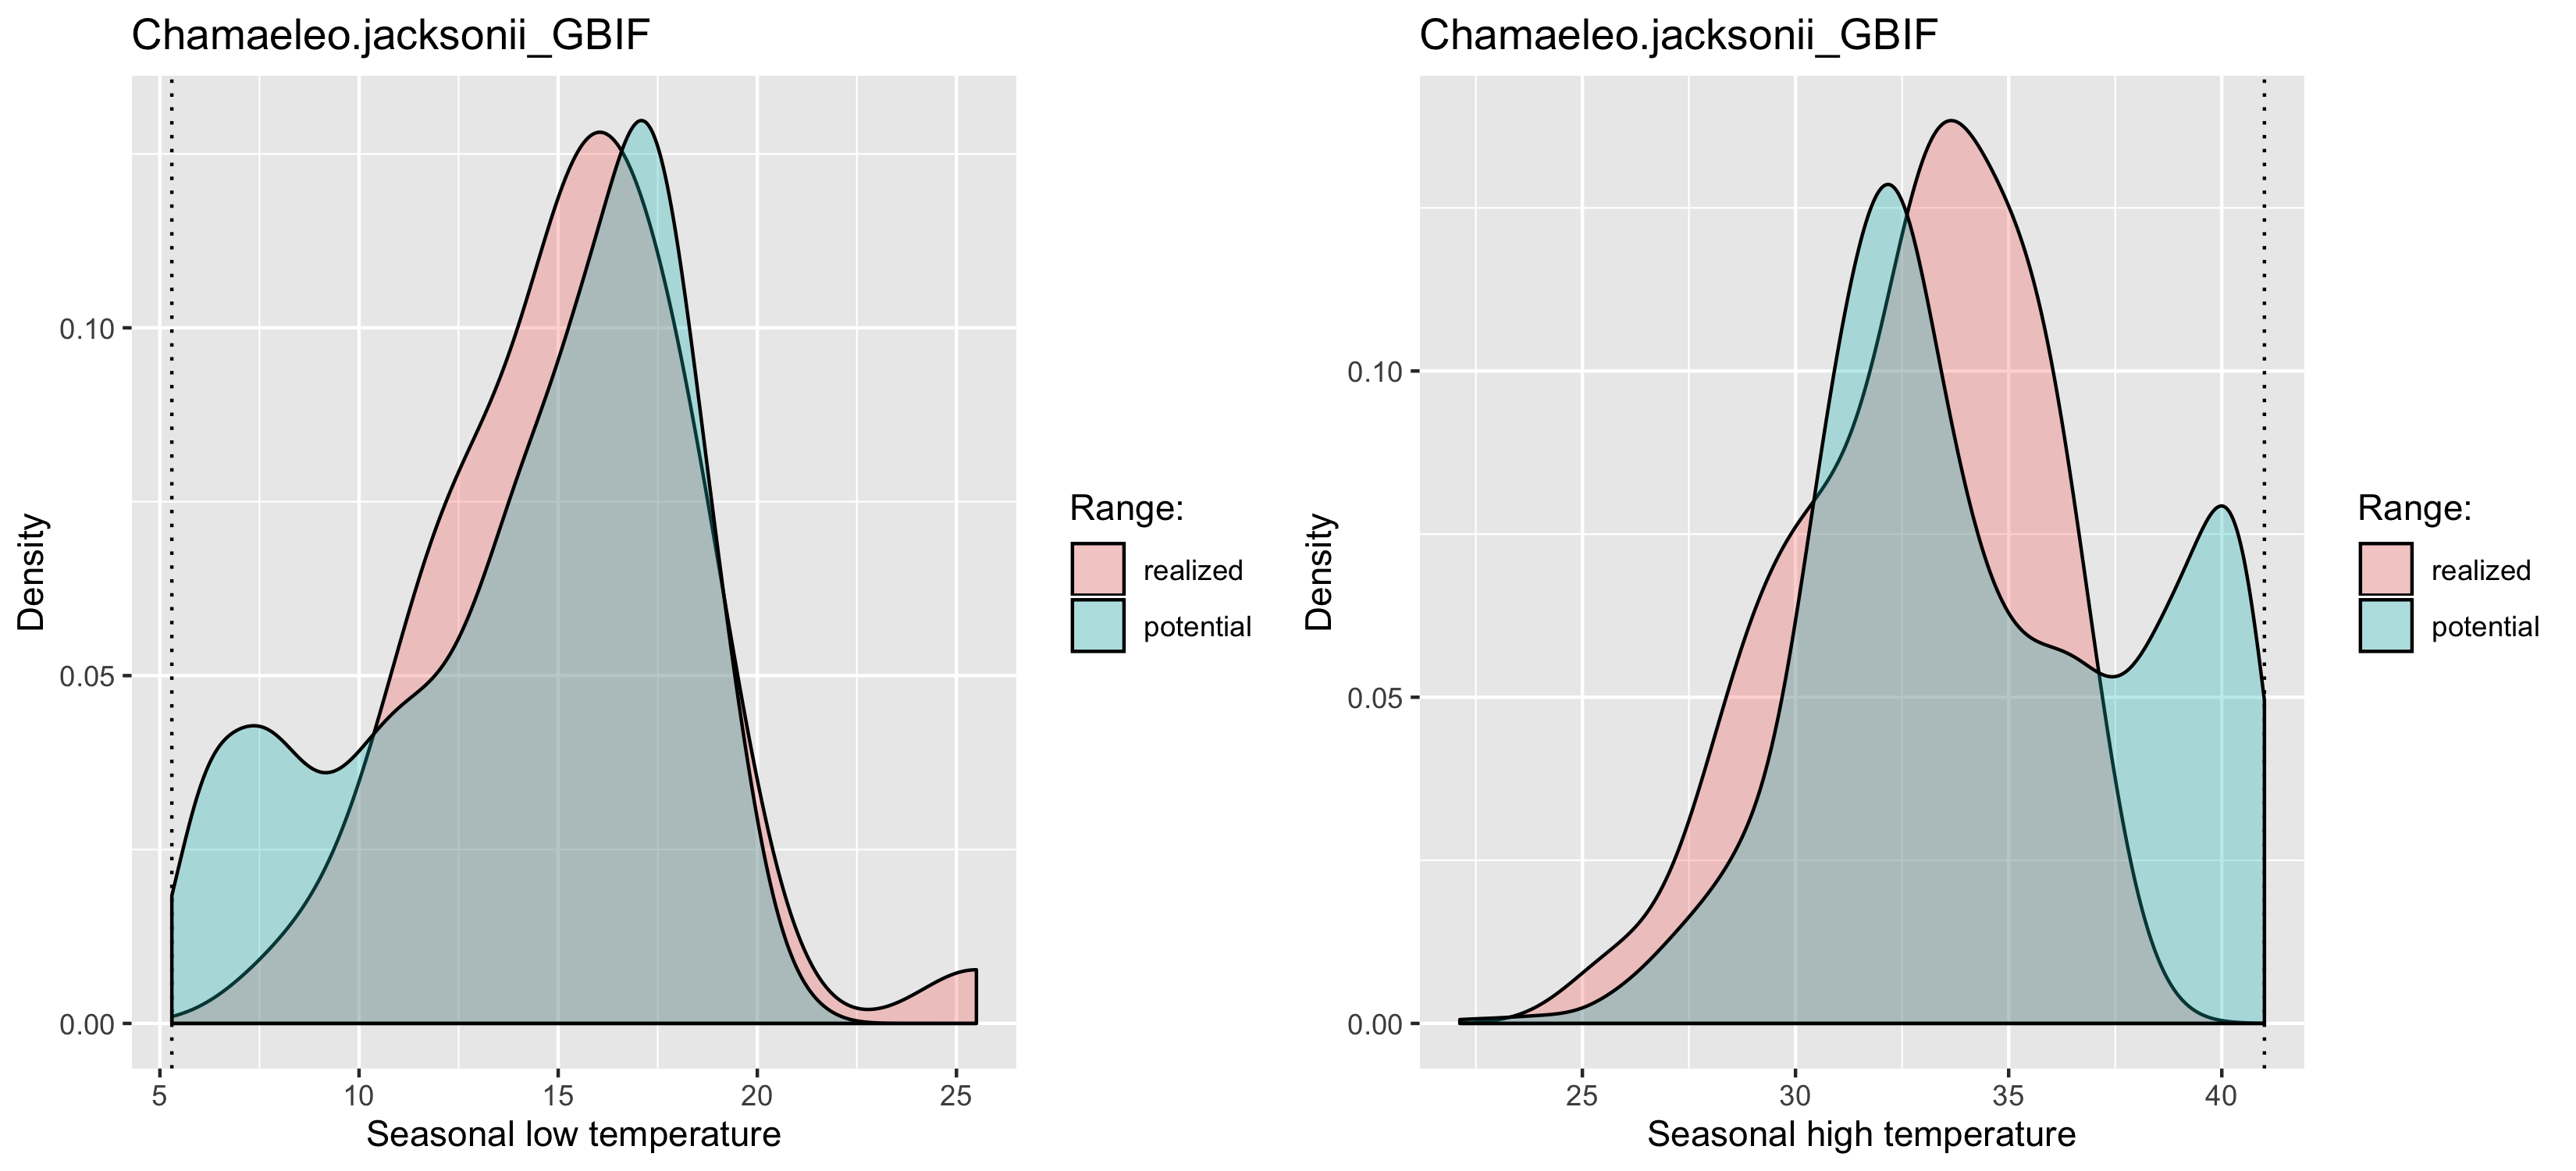 Chamaeleo.jacksonii_GBIF
Density
0.10
0.05
0.00
5 10 15 20 25
Seasonal low temperature
Range:
realized
potential
Chamaeleo.jacksonii_GBIF
Density
0.10
0.05
0.00
25 30 35 40
Seasonal high temperature
Range:
realized
potential